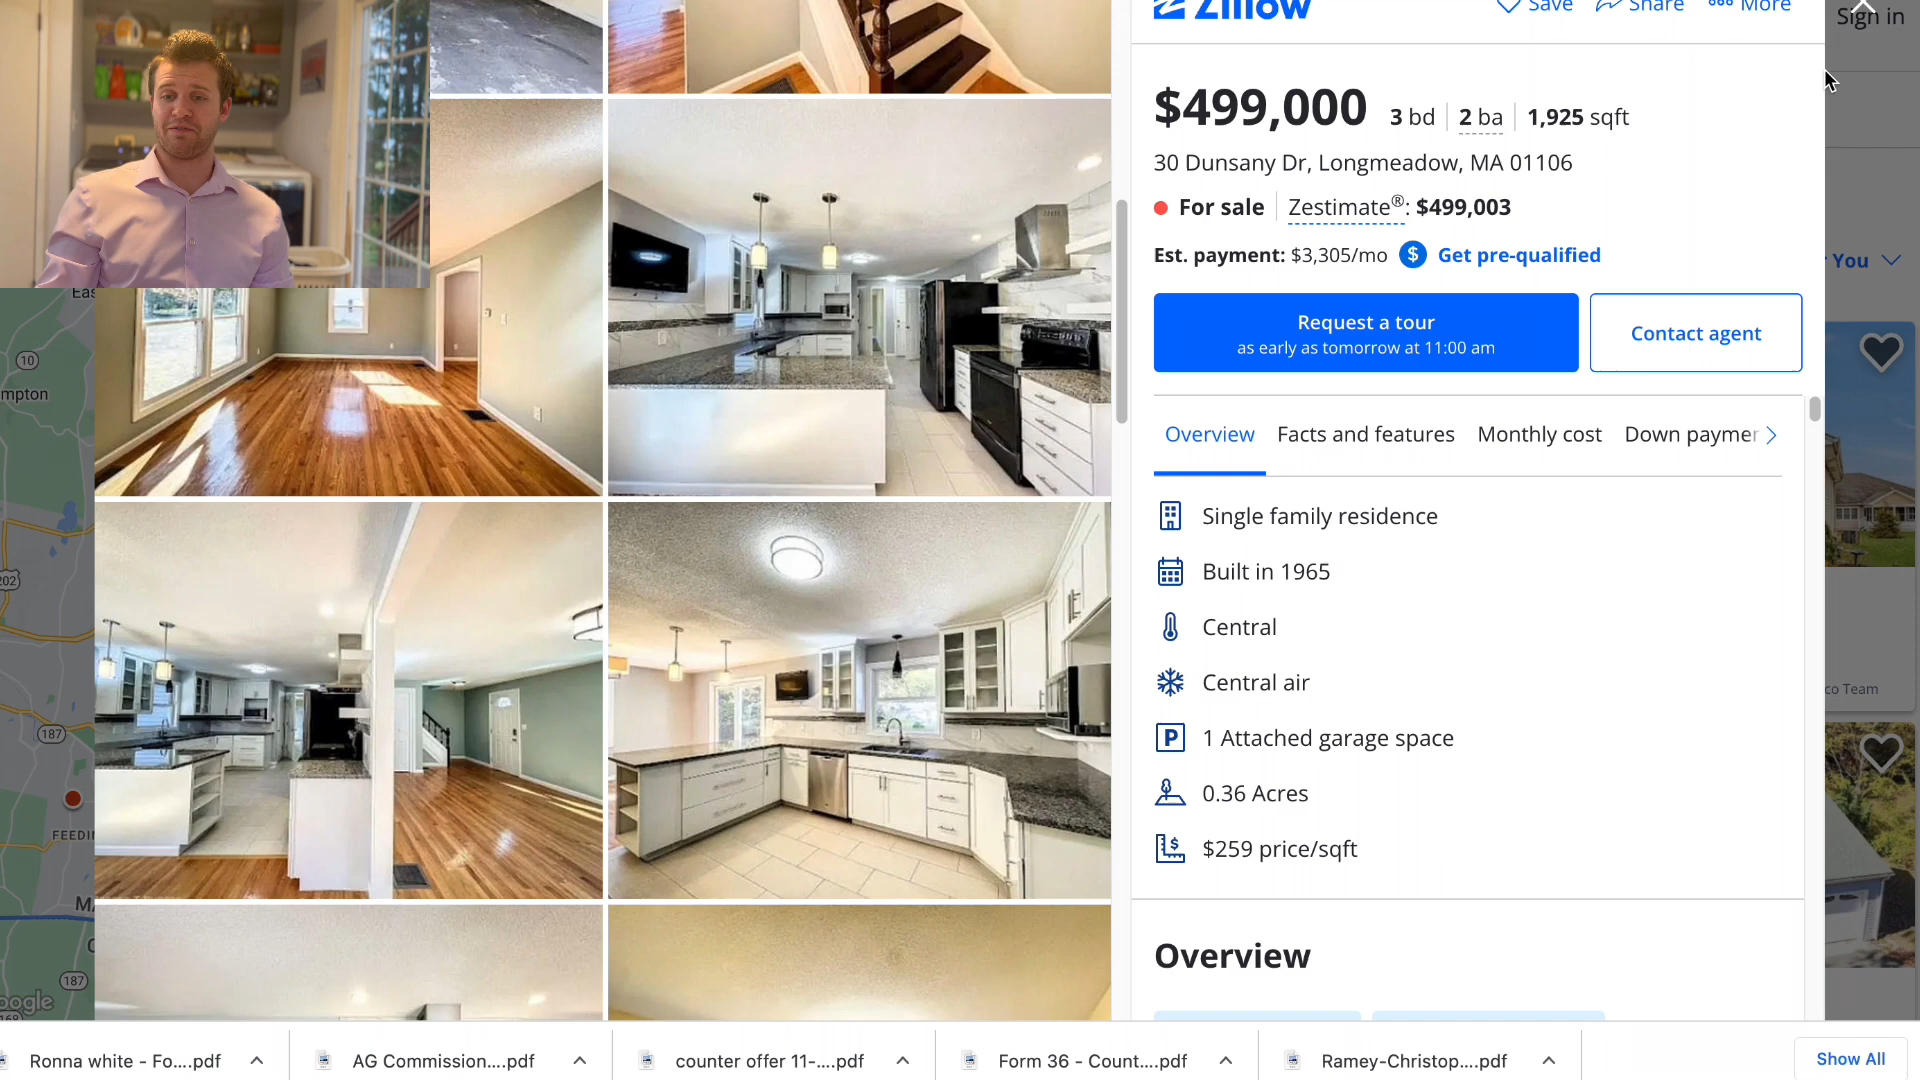 Zillow
Save
Share
More
Sign in
$499,000 3 bd 2 ba 1,925 sqft
30 Dunsany Dr, Longmeadow, MA 01106
For sale Zestimate®: $499,003
Est. payment: $3,305/mo $ Get pre-qualified
You
Request a tour
as early as tomorrow at 11:00 am
Contact agent
Overview Facts and features Monthly cost Down paymen
Single family residence
Built in 1965
Central
Central air
P 1 Attached garage space
0.36 Acres
$259 price/sqft
Overview
Eas
10
mpton
202
187
FEEDI
M
187
oogle
168
co Team
Ronna white - Fo....pdf
AG Commission....pdf
counter offer 11-....pdf
Form 36 - Count....pdf
Ramey-Christop....pdf
Show All